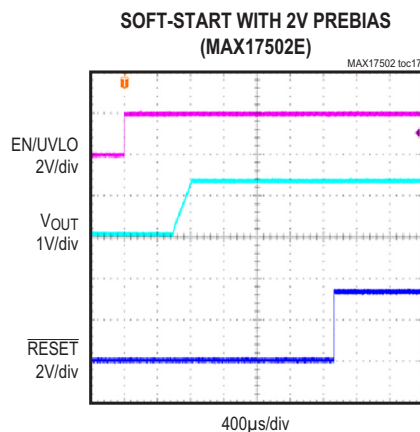 SOFT-START WITH 2V PREBIAS
(MAX17502E)
MAX17502 toc17
T
EN/UVLO
2V/div
VOUT
1V/div
RESET
2V/div
400µs/div